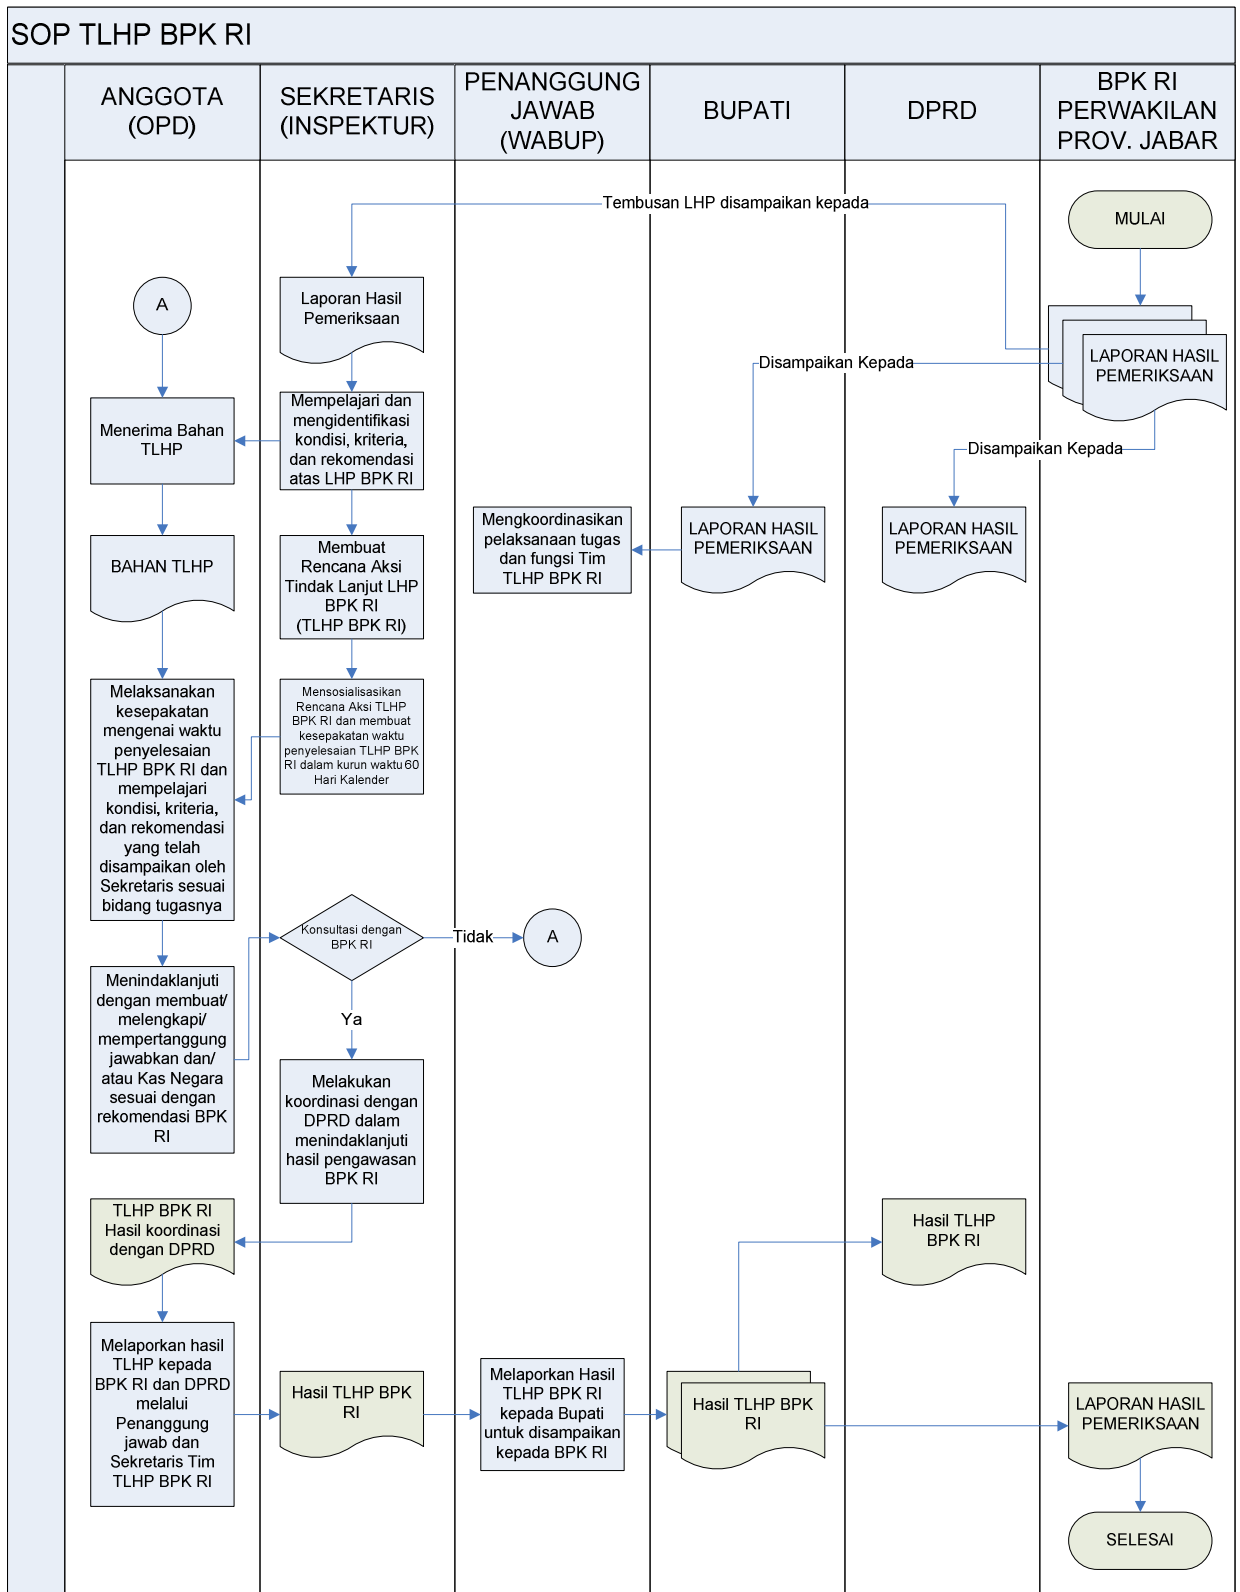 SOP TLHP BPK RI
ANGGOTA
(OPD)
SEKRETARIS
(INSPEKTUR)
PENANGGUNG
JAWAB
(WABUP)
BUPATI
DPRD
BPK RI
PERWAKILAN
PROV. JABAR
Tembusan LHP disampaikan kepada
MULAI
A
Laporan Hasil
Pemeriksaan
LAPORAN HASIL
PEMERIKSAAN
Disampaikan Kepada
Disampaikan Kepada
Menerima Bahan
TLHP
Mempelajari dan
mengidentifikasi
kondisi, kriteria,
dan rekomendasi
atas LHP BPK RI
Mengkoordinasikan
pelaksanaan tugas
dan fungsi Tim
TLHP BPK RI
LAPORAN HASIL
PEMERIKSAAN
LAPORAN HASIL
PEMERIKSAAN
BAHAN TLHP
Membuat
Rencana Aksi
Tindak Lanjut LHP
BPK RI
(TLHP BPK RI)
Melaksanakan
kesepakatan
mengenai waktu
penyelesaian
TLHP BPK RI dan
mempelajari
kondisi, kriteria,
dan rekomendasi
yang telah
disampaikan oleh
Sekretaris sesuai
bidang tugasnya
Mensosialisasikan
Rencana Aksi TLHP
BPK RI dan membuat
kesepakatan waktu
penyelesaian TLHP BPK
RI dalam kurun waktu 60
Hari Kalender
Konsultasi dengan
BPK RI
Tidak
A
Ya
Menindaklanjuti
dengan membuat/
melengkapi/
mempertanggung
jawabkan dan/
atau Kas Negara
sesuai dengan
rekomendasi BPK
RI
Melakukan
koordinasi dengan
DPRD dalam
menindaklanjuti
hasil pengawasan
BPK RI
TLHP BPK RI
Hasil koordinasi
dengan DPRD
Hasil TLHP
BPK RI
Melaporkan hasil
TLHP kepada
BPK RI dan DPRD
melalui
Penanggung
jawab dan
Sekretaris Tim
TLHP BPK RI
Hasil TLHP BPK
RI
Melaporkan Hasil
TLHP BPK RI
kepada Bupati
untuk disampaikan
kepada BPK RI
Hasil TLHP BPK
RI
LAPORAN HASIL
PEMERIKSAAN
SELESAI